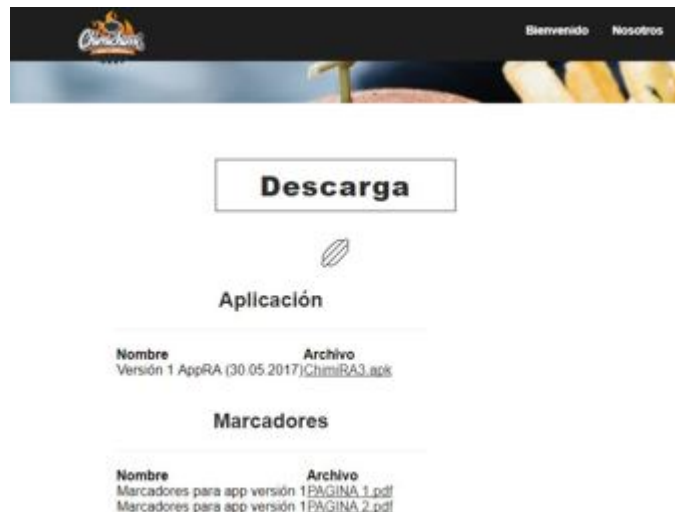 Chimichurri
Bienvenido Nosotros
Descarga
Aplicación
Nombre Archivo
Versión 1 AppRA (30.05.2017)ChimiRA3.apk
Marcadores
Nombre Archivo
Marcadores para app versión 1PAGINA 1.pdf
Marcadores para app versión 1PAGINA 2.pdf